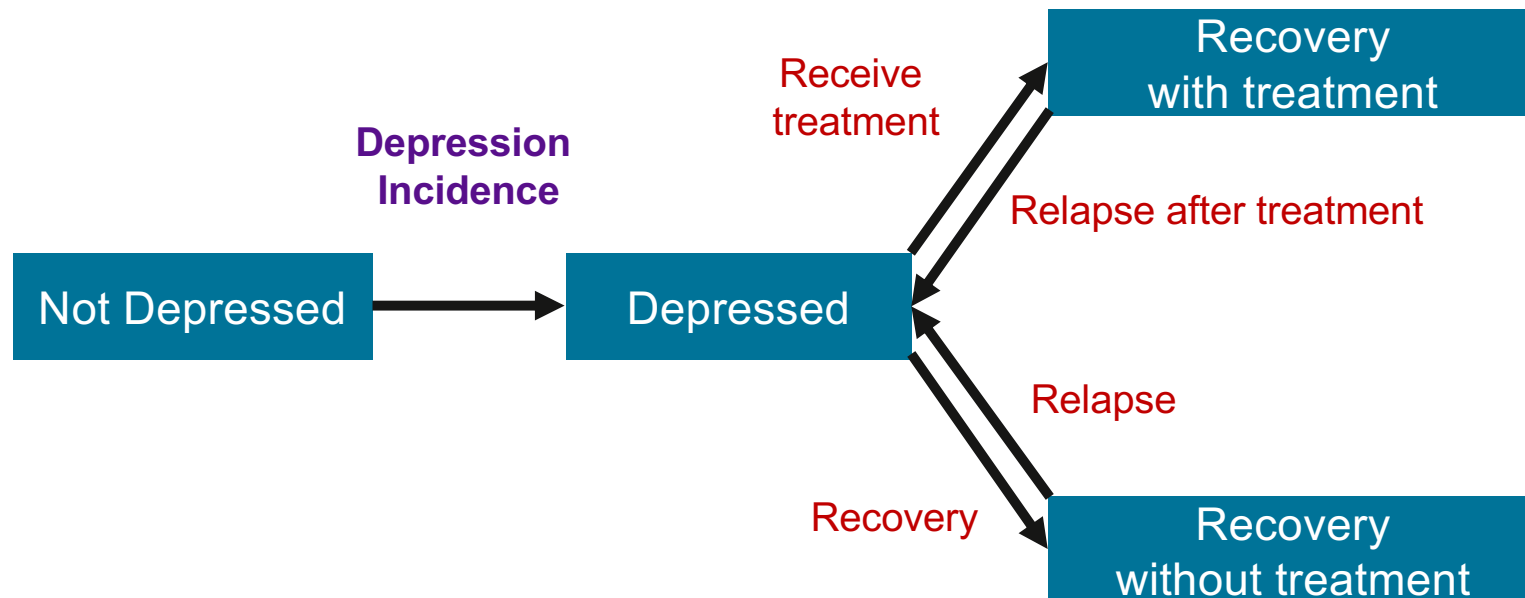 Recovery
with treatment
Receive
treatment
Depression
Incidence
Relapse after treatment
Not Depressed
Depressed
Relapse
Recovery
Recovery
without treatment